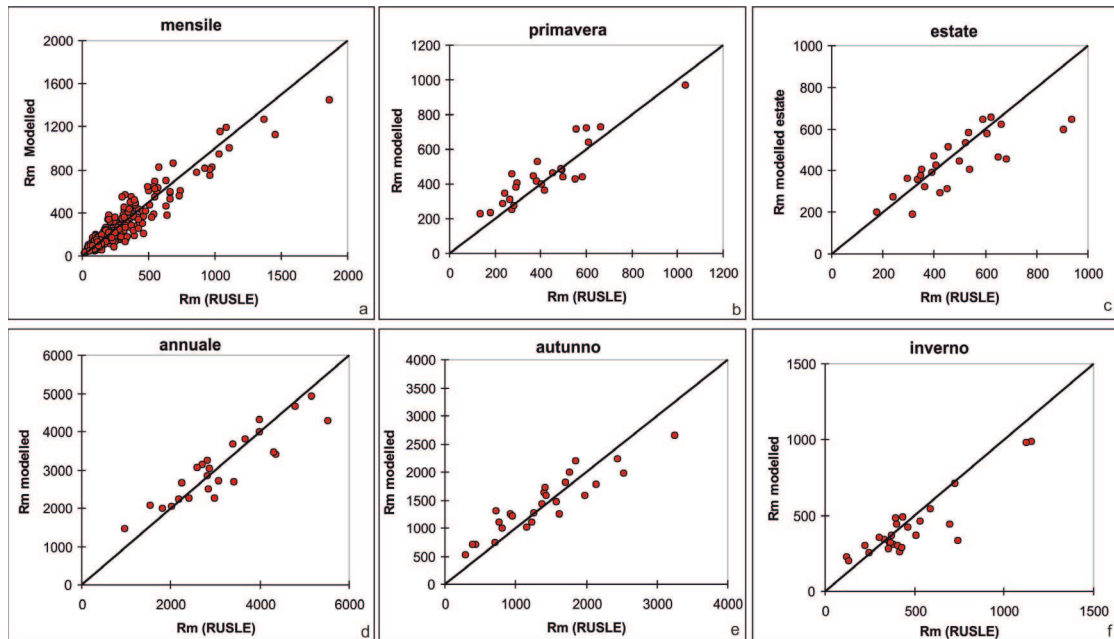 mensile
2000
1600
1200
800
400
0
0 500 1000 1500 2000
Rm Modelled
Rm (RUSLE)
a
primavera
1200
1000
800
600
400
200
0
0 200 400 600 800 1000 1200
Rm modelled
Rm (RUSLE)
b
estate
1000
800
600
400
200
0
0 200 400 600 800 1000
Rm modelled estate
Rm (RUSLE)
c
annuale
6000
5000
4000
3000
2000
1000
0
0 2000 4000 6000
Rm modelled
Rm (RUSLE)
d
autunno
4000
3500
3000
2500
2000
1500
1000
500
0
0 1000 2000 3000 4000
Rm modelled
Rm (RUSLE)
e
inverno
1500
1000
500
0
0 500 1000 1500
Rm modelled
Rm (RUSLE)
f